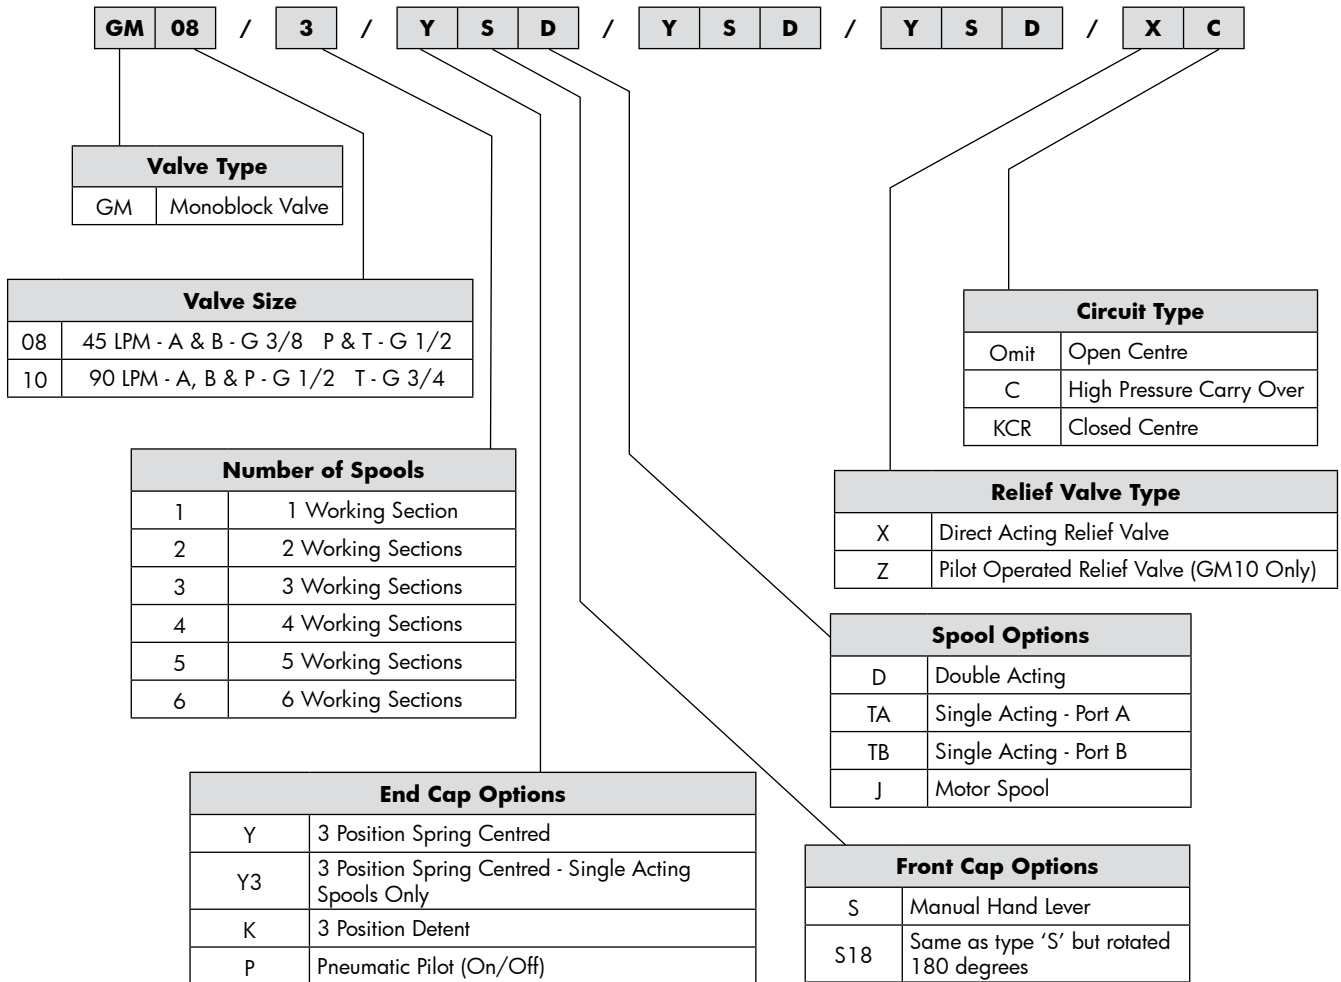 GM 08 / 3 / Y S D / Y S D / Y S D / X C
Valve Type
GM Monoblock Valve
Valve Size
08 45 LPM - A & B - G 3/8 P & T - G 1/2
10 90 LPM - A, B & P - G 1/2 T - G 3/4
Number of Spools
1 1 Working Section
2 2 Working Sections
3 3 Working Sections
4 4 Working Sections
5 5 Working Sections
6 6 Working Sections
End Cap Options
Y 3 Position Spring Centred
Y3 3 Position Spring Centred - Single Acting
Spools Only
K 3 Position Detent
P Pneumatic Pilot (On/Off)
Circuit Type
Omit Open Centre
C High Pressure Carry Over
KCR Closed Centre
Relief Valve Type
X Direct Acting Relief Valve
Z Pilot Operated Relief Valve (GM10 Only)
Spool Options
D Double Acting
TA Single Acting - Port A
TB Single Acting - Port B
J Motor Spool
Front Cap Options
S Manual Hand Lever
S18 Same as type ‘S’ but rotated
180 degrees